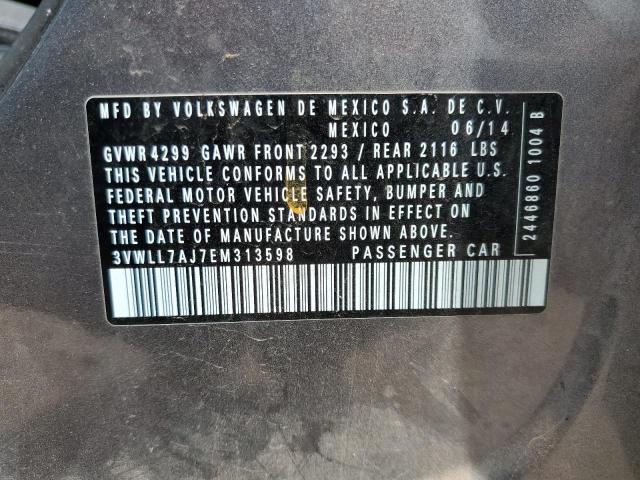 MFD BY VOLKSWAGEN DE MEXICO S.A. DE C.V.
MEXICO 06/14
GVWR 4299 GAWR FRONT 2293 / REAR 2116 LBS
THIS VEHICLE CONFORMS TO ALL APPLICABLE U.S.
FEDERAL MOTOR VEHICLE SAFETY, BUMPER AND
THEFT PREVENTION STANDARDS IN EFFECT ON
THE DATE OF MANUFACTURE SHOWN ABOVE.
3VWLL7AJ7EM313598 PASSENGER CAR
2446860 1004 B